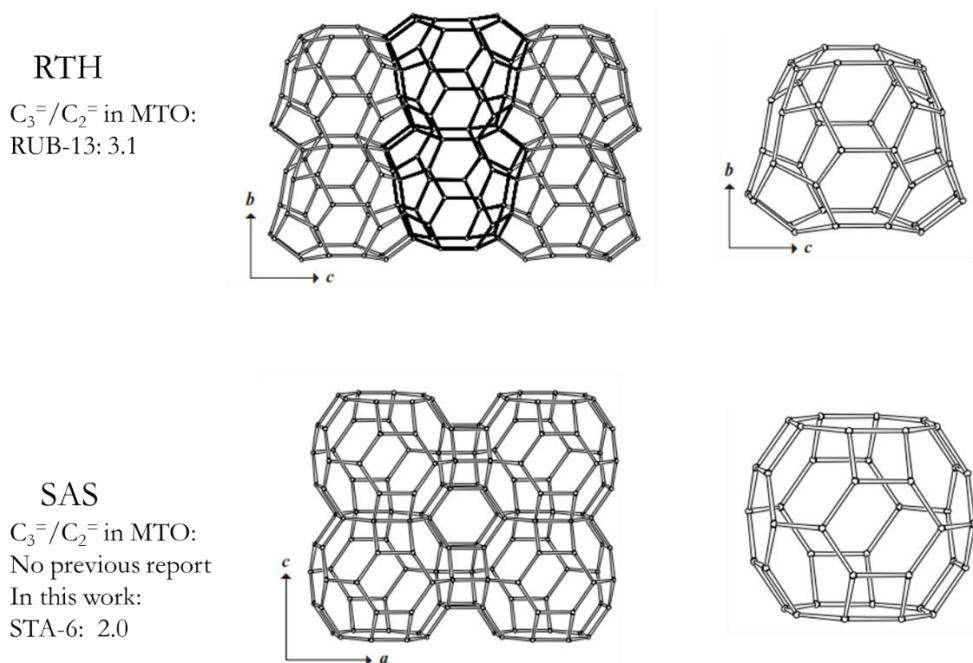 RTH
C₃⁼/C₂⁼ in MTO:
RUB-13: 3.1
b
c
b
c
SAS
C₃⁼/C₂⁼ in MTO:
No previous report
In this work:
STA-6: 2.0
c
a